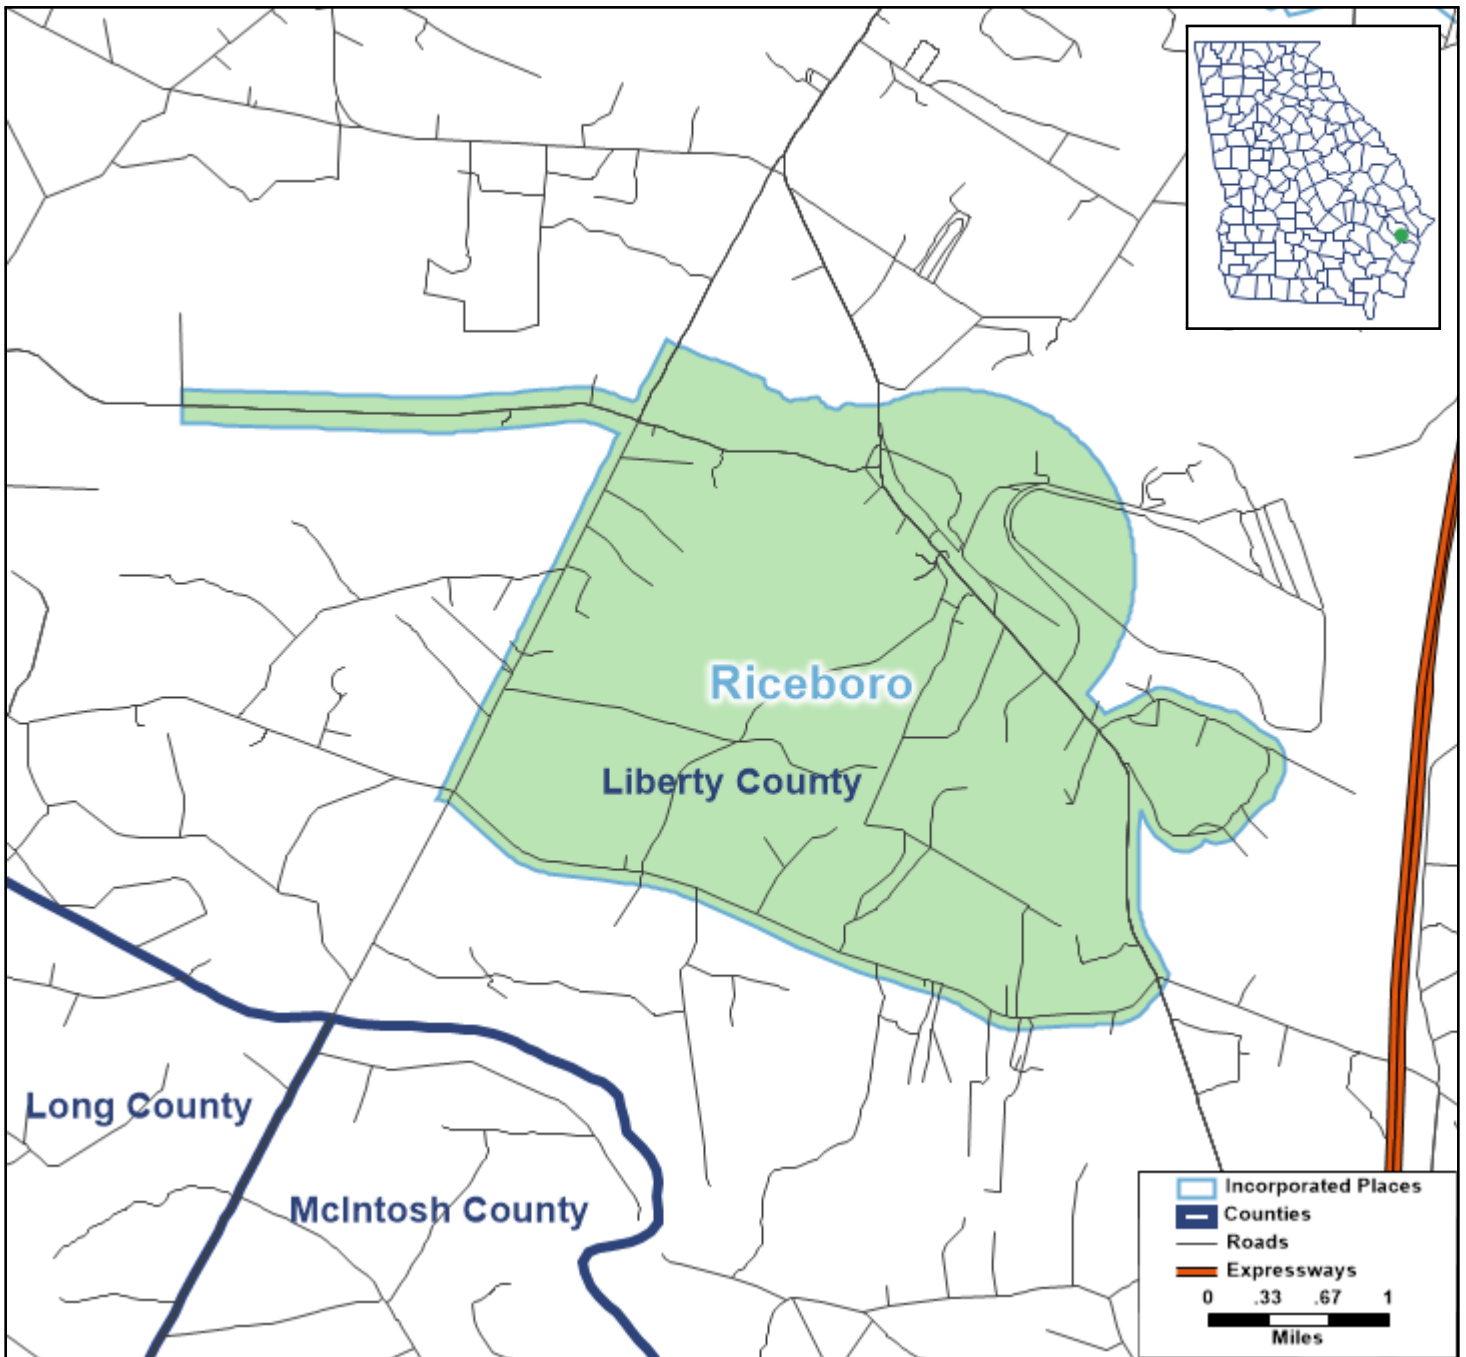 Riceboro
Liberty County
Long County
McIntosh County
Incorporated Places
Counties
Roads
Expressways
0 .33 .67 1
Miles